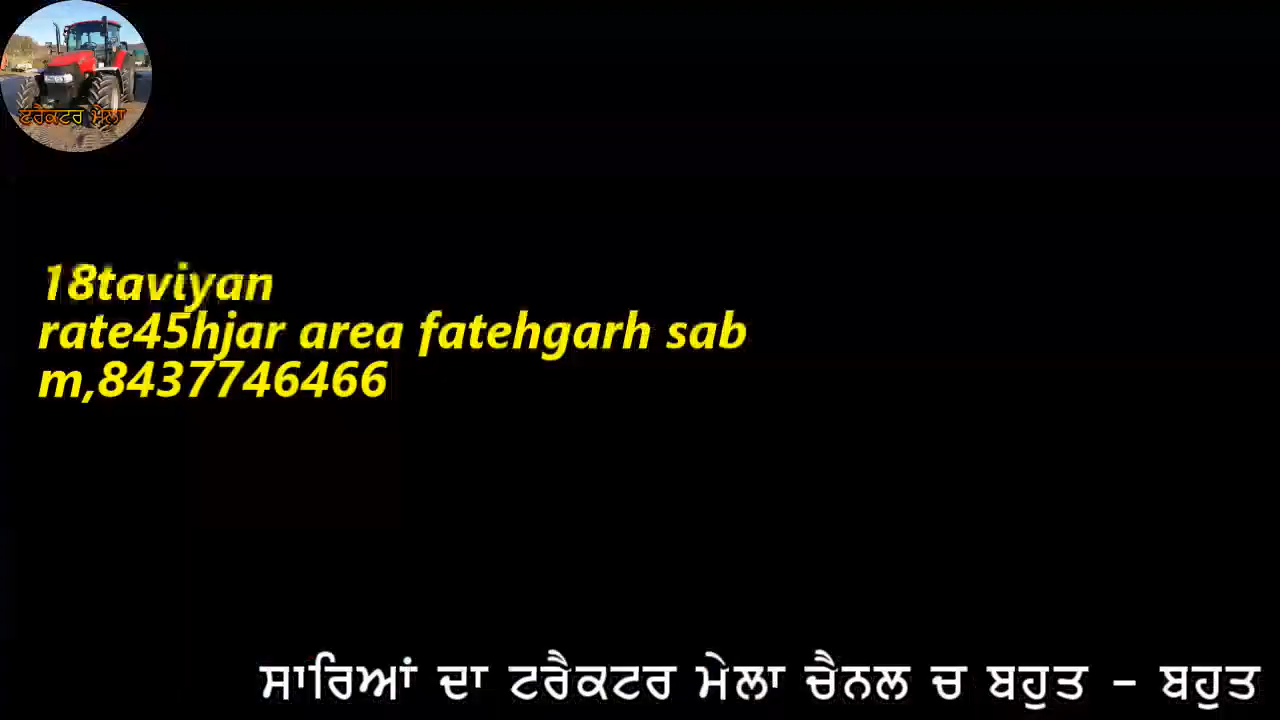 ਟਰੈਕਟਰ ਮੇਲਾ
18taviyan
rate45hjar area fatehgarh sab
m,8437746466
ਸਾਰਿਆਂ ਦਾ ਟਰੈਕਟਰ ਮੇਲਾ ਚੈਨਲ ਚ ਬਹੁਤ - ਬਹੁਤ